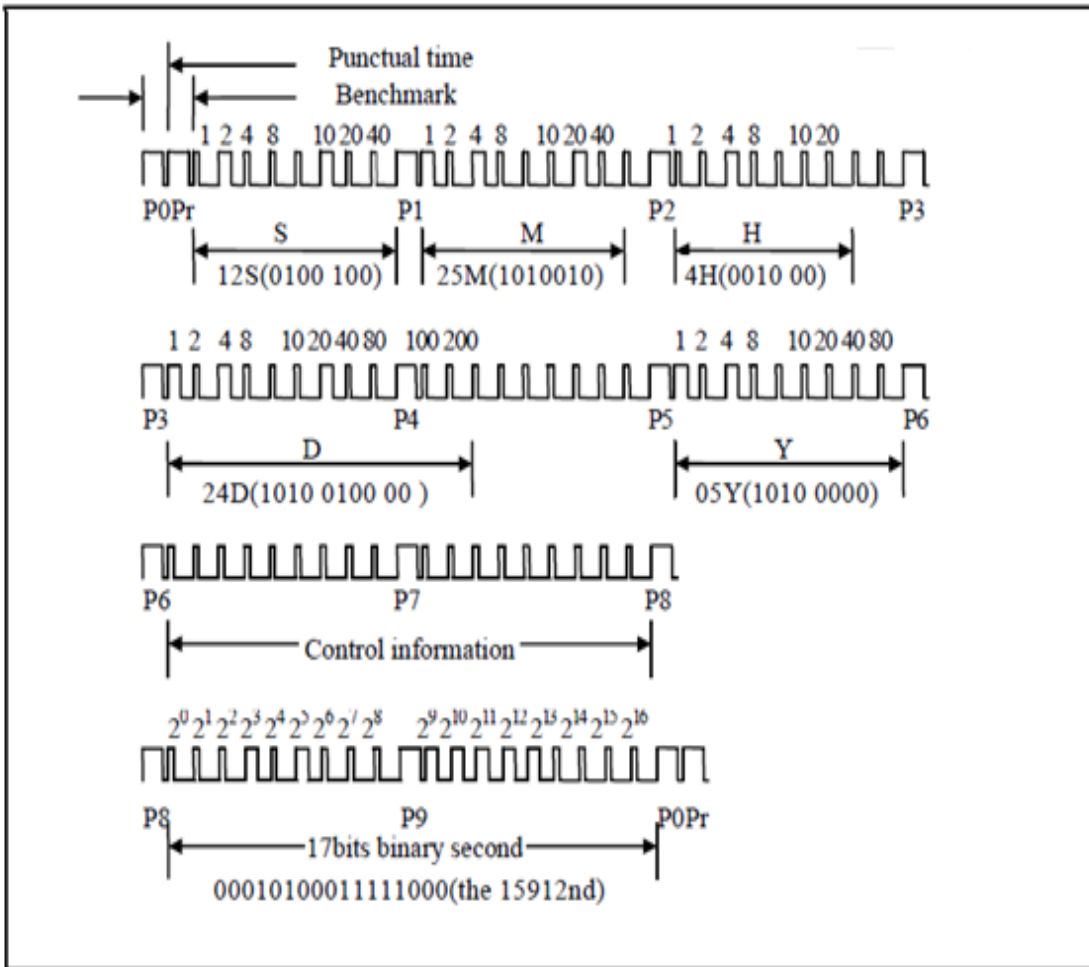 Punctual time
Benchmark
1 2 4 8 10 20 40 1 2 4 8 10 20 40 1 2 4 8 10 20
P0Pr P1 P2 P3
S M H
12S(0100 100) 25M(1010010) 4H(0010 00)
1 2 4 8 10 20 40 80 100 200 1 2 4 8 10 20 40 80
P3 P4 P5 P6
D Y
24D(1010 0100 00 ) 05Y(1010 0000)
P6 P7 P8
Control information
2⁰ 2¹ 2² 2³ 2⁴ 2⁵ 2⁶ 2⁷ 2⁸ 2⁹ 2¹⁰ 2¹¹ 2¹² 2¹³ 2¹⁴ 2¹⁵ 2¹⁶
P8 P9 P0Pr
17bits binary second
00010100011111000(the 15912nd)